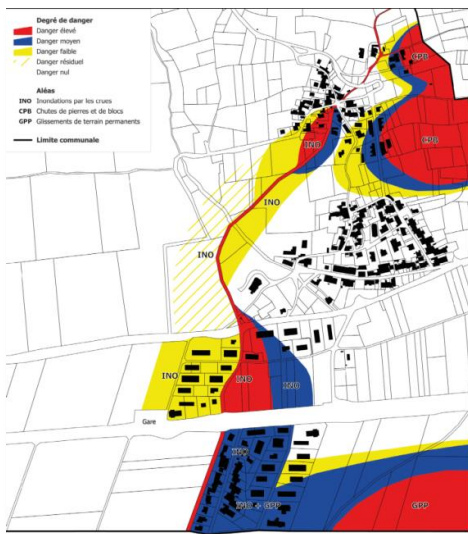 Degré de danger
Danger élevé
Danger moyen
Danger faible
Danger résiduel
Danger nul
Aléas
INO Inondations par les crues
CPB Chutes de pierres et de blocs
GPP Glissements de terrain permanents
Limite communale
CPB
INO
CPB
INO
INO
INO
INO
INO
Gare
INO
INO + GPP
GPP